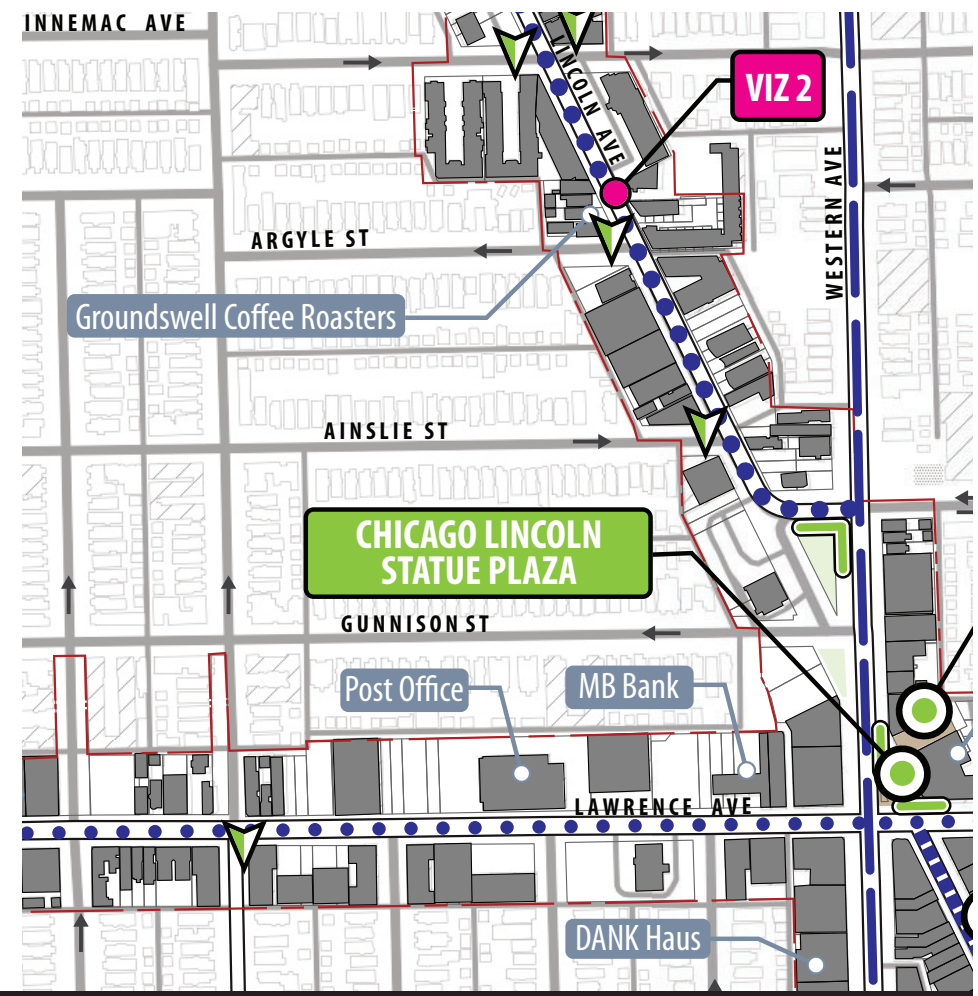 INNEMAC AVE
LINCOLN AVE
VIZ 2
WESTERN AVE
ARGYLE ST
Groundswell Coffee Roasters
AINSLIE ST
CHICAGO LINCOLN
STATUE PLAZA
GUNNISON ST
Post Office
MB Bank
LAWRENCE AVE
DANK Haus